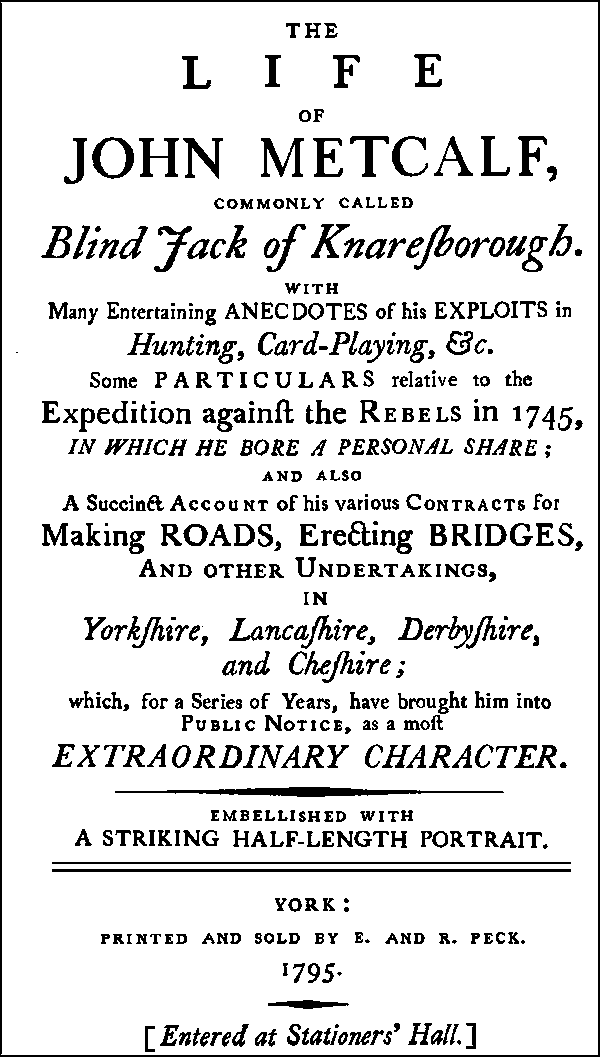 THE
LIFE
OF
JOHN METCALF,
COMMONLY CALLED
Blind Jack of Knareſborough.
WITH
Many Entertaining ANECDOTES of his EXPLOITS in
Hunting, Card-Playing, &c.
Some PARTICULARS relative to the
Expedition againſt the REBELS in 1745,
IN WHICH HE BORE A PERSONAL SHARE;
AND ALSO
A Succinct ACCOUNT of his various CONTRACTS for
Making ROADS, Erecting BRIDGES,
AND OTHER UNDERTAKINGS,
IN
Yorkſhire, Lancaſhire, Derbyſhire,
and Cheſhire;
which, for a Series of Years, have brought him into
PUBLIC NOTICE, as a moſt
EXTRAORDINARY CHARACTER.
EMBELLISHED WITH
A STRIKING HALF-LENGTH PORTRAIT.
YORK:
PRINTED AND SOLD BY E. AND R. PECK.
1795.
[Entered at Stationers' Hall.]